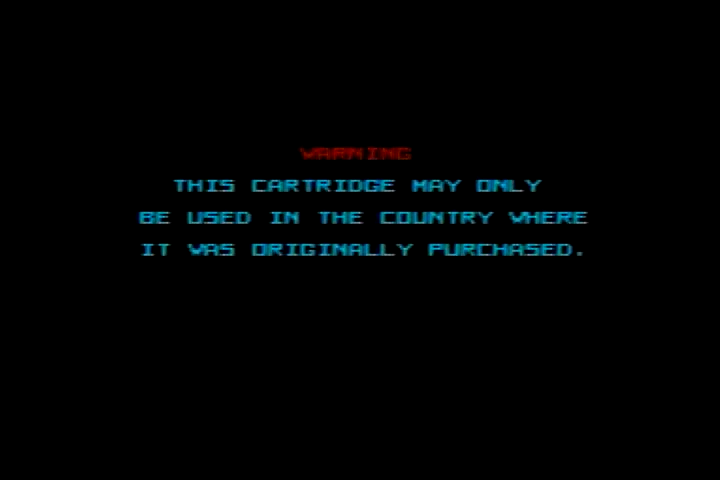 WARNING
THIS CARTRIDGE MAY ONLY
BE USED IN THE COUNTRY WHERE
IT WAS ORIGINALLY PURCHASED.